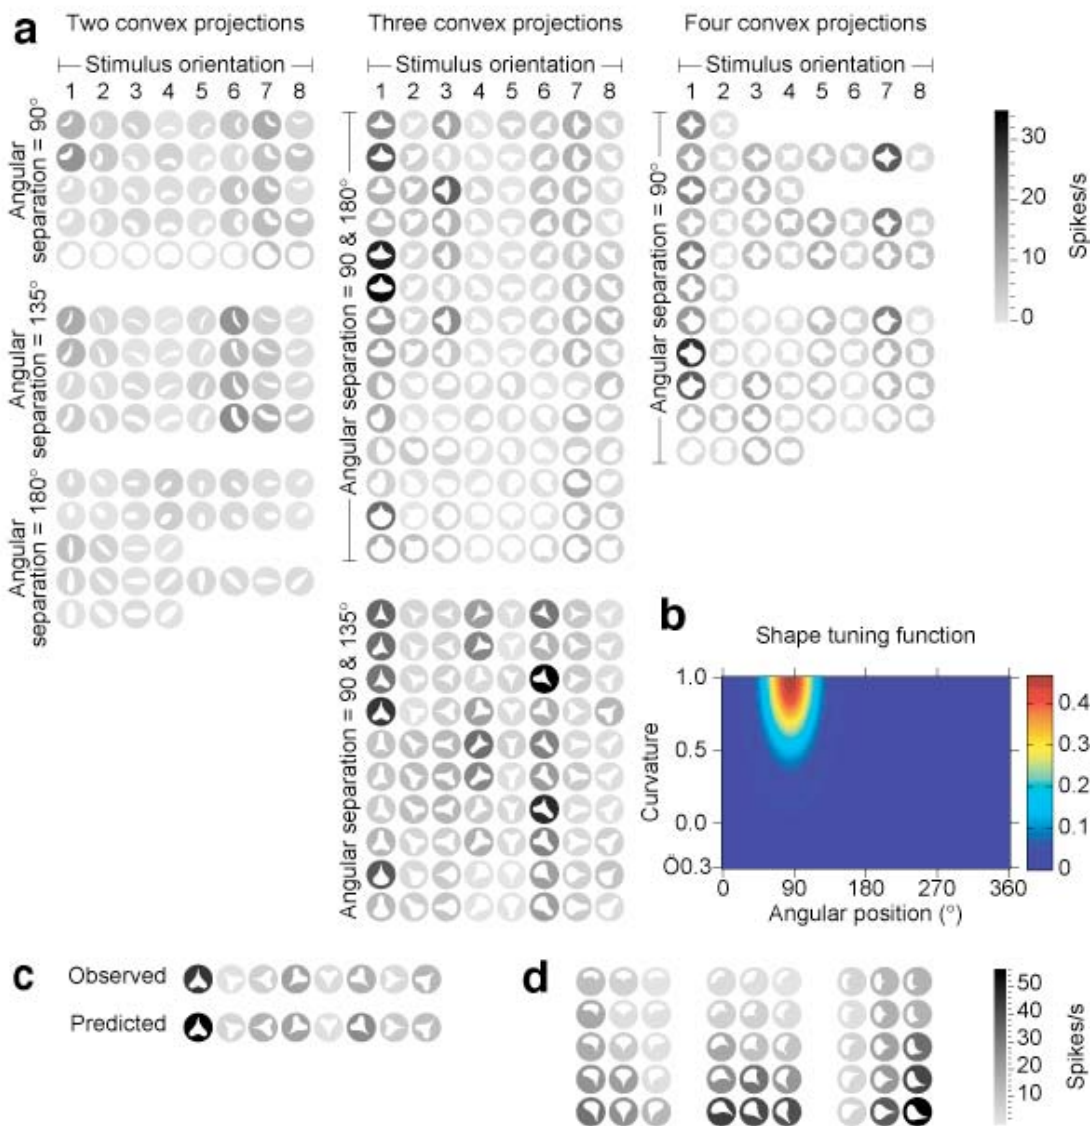 a
Two convex projections
Three convex projections
Four convex projections
Stimulus orientation
Stimulus orientation
Stimulus orientation
1 2 3 4 5 6 7 8
1 2 3 4 5 6 7 8
1 2 3 4 5 6 7 8
Angular
separation = 90°
Angular
separation = 135°
Angular
separation = 180°
Angular separation = 90 & 180°
Angular separation = 90 & 135°
Angular separation = 90°
30
20
10
0
Spikes/s
b
Shape tuning function
1.0
0.5
0.0
Ö0.3
Curvature
0 90 180 270 360
Angular position (°)
0.4
0.3
0.2
0.1
0
c
Observed
Predicted
d
50
40
30
20
10
Spikes/s